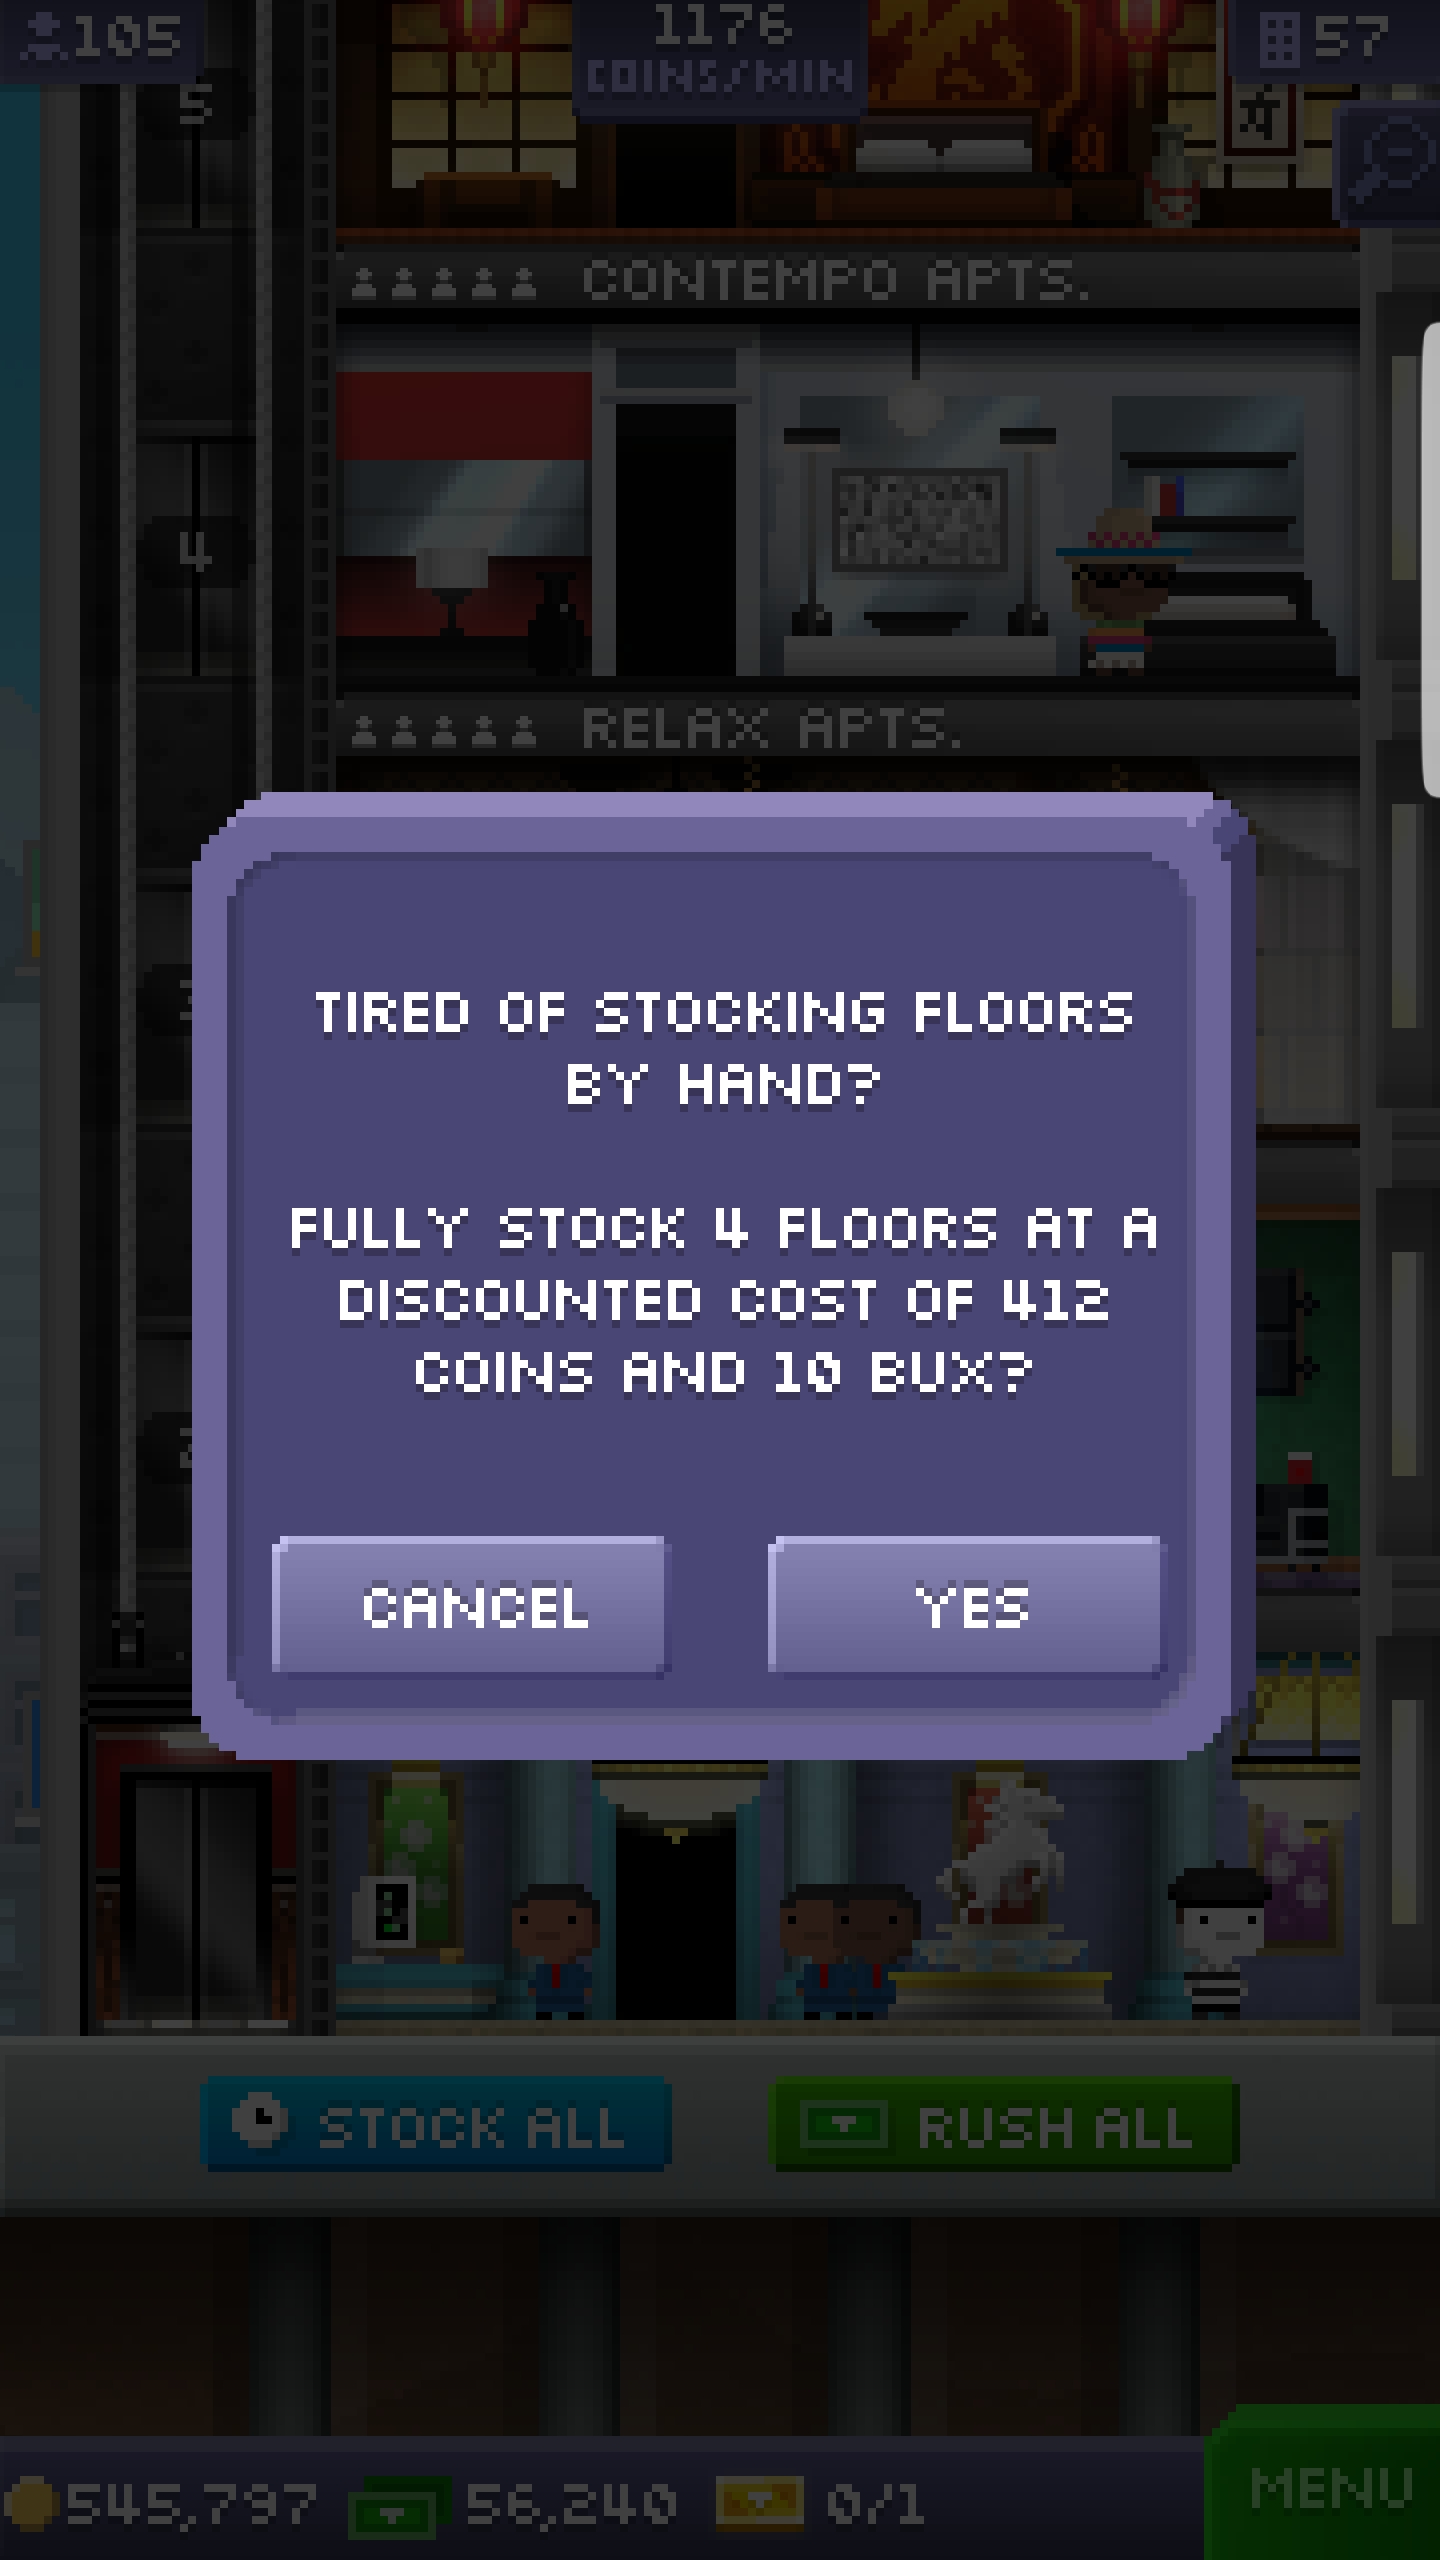 105
1176
COINS/MIN
57
5
CONTEMPO APTS.
4
RELAX APTS.
TIRED OF STOCKING FLOORS
BY HAND?
FULLY STOCK 4 FLOORS AT A
DISCOUNTED COST OF 412
COINS AND 10 BUX?
CANCEL
YES
STOCK ALL
RUSH ALL
545,797
56,240
0/1
MENU